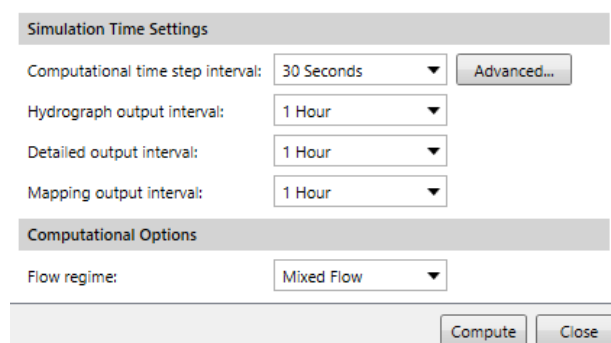 Simulation Time Settings
Computational time step interval: 30 Seconds Advanced...
Hydrograph output interval: 1 Hour
Detailed output interval: 1 Hour
Mapping output interval: 1 Hour
Computational Options
Flow regime: Mixed Flow
Compute Close